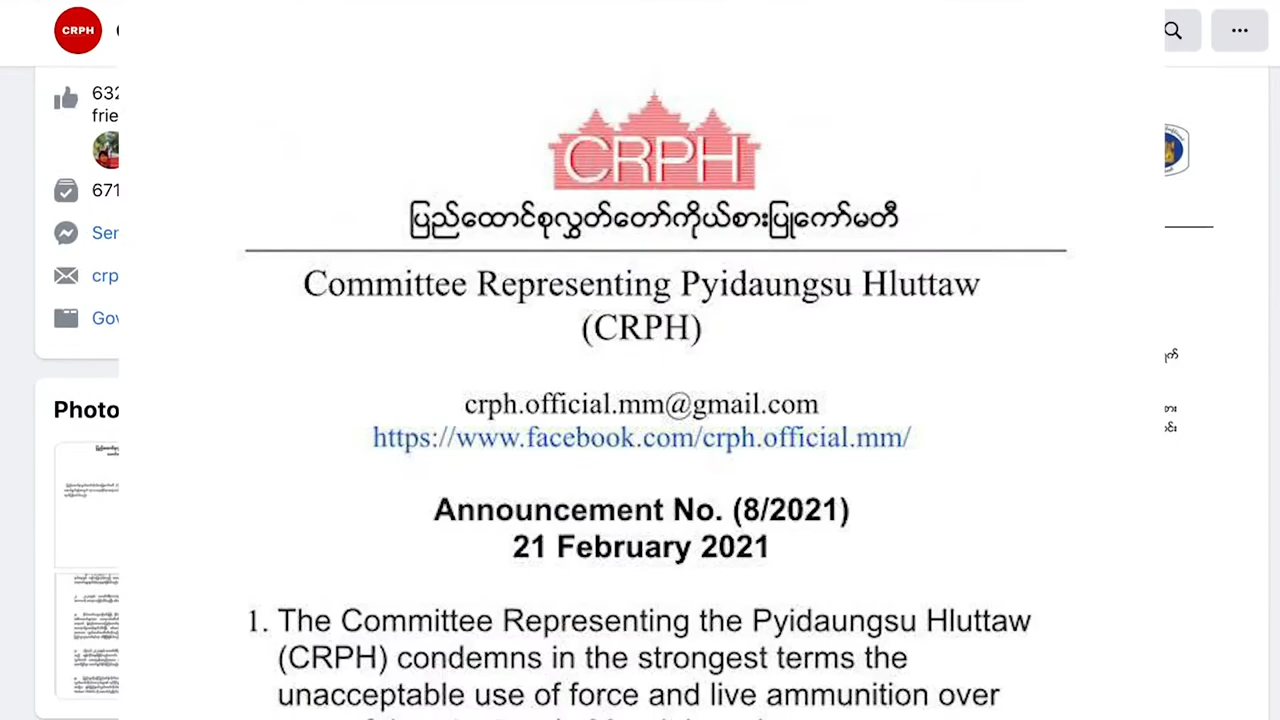 CRPH
632
frie
671
Sen
crp
Gov
Photo
CRPH
ပြည်ထောင်စုလွှတ်တော်ကိုယ်စားပြုကော်မတီ
Committee Representing Pyidaungsu Hluttaw
(CRPH)
crph.official.mm@gmail.com
https://www.facebook.com/crph.official.mm/
Announcement No. (8/2021)
21 February 2021
1. The Committee Representing the Pyidaungsu Hluttaw
(CRPH) condemns in the strongest terms the
unacceptable use of force and live ammunition over